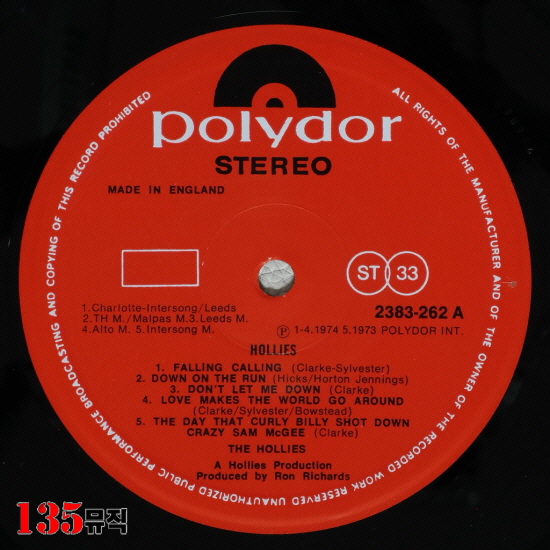 polydor
STEREO
MADE IN ENGLAND
ALL RIGHTS OF THE MANUFACTURER AND OF THE OWNER OF THE RECORDED WORK RESERVED UNAUTHORIZED PUBLIC PERFORMANCE BROADCASTING AND COPYING OF THIS RECORD PROHIBITED
ST 33
2383-262 A
1.Charlotte-Intersong/Leeds
2.TH M./Malpas M.3.Leeds M.
4.Alto M. 5.Intersong M.
Ⓟ 1-4.1974 5.1973 POLYDOR INT.
HOLLIES
1. FALLING CALLING (Clarke-Sylvester)
2. DOWN ON THE RUN (Hicks/Horton Jennings)
3. DON'T LET ME DOWN (Clarke)
4. LOVE MAKES THE WORLD GO AROUND
(Clarke/Sylvester/Bowstead)
5. THE DAY THAT CURLY BILLY SHOT DOWN
CRAZY SAM McGEE (Clarke)
THE HOLLIES
A Hollies Production
Produced by Ron Richards
135뮤직